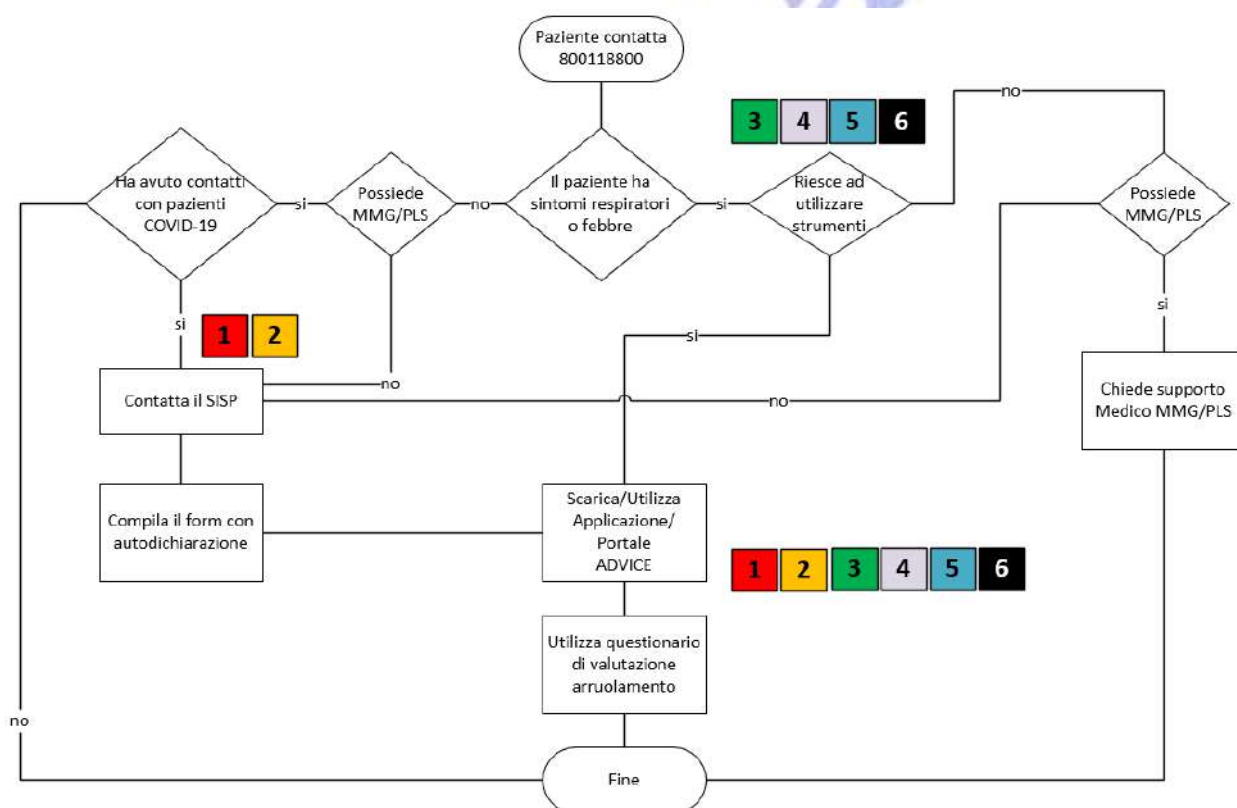 Paziente contatta
800118800
no
3 4 5 6
Ha avuto contatti
con pazienti
COVID-19
si
Possiede
MMG/PLS
no
Il paziente ha
sintomi respiratori
o febbre
si
Riesce ad
utilizzare
strumenti
Possiede
MMG/PLS
si
1 2
si
si
no
Contatta il SISP
no
Chiede supporto
Medico MMG/PLS
Compila il form con
autodichiarazione
Scarica/Utilizza
Applicazione/
Portale
ADVICE
1 2 3 4 5 6
Utilizza questionario
di valutazione
arruolamento
no
Fine